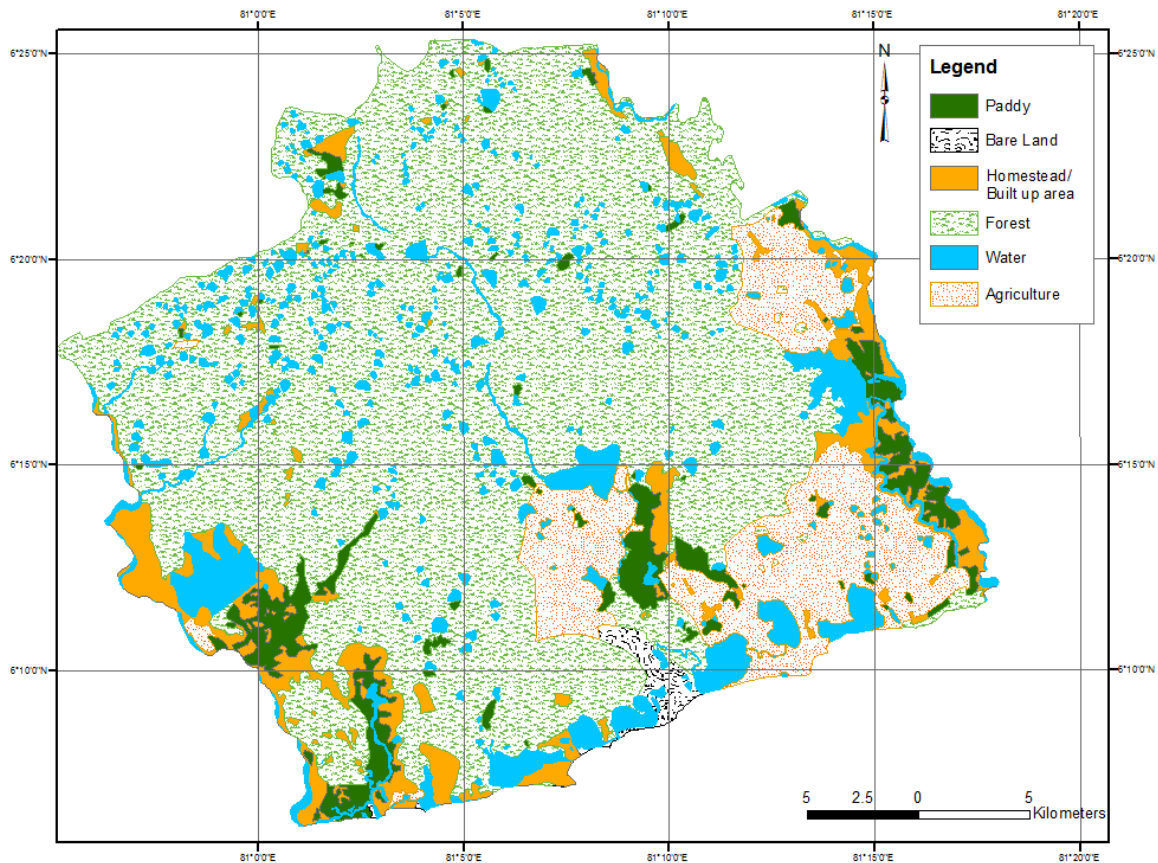 81°0'0"E 81°5'0"E 81°10'0"E 81°15'0"E 81°20'0"E
6°25'0"N 6°25'0"N
N
Legend
Paddy
Bare Land
Homestead/
Built up area
Forest
Water
Agriculture
6°20'0"N 6°20'0"N
6°15'0"N 6°15'0"N
6°10'0"N 6°10'0"N
5 2.5 0 5
Kilometers
81°0'0"E 81°5'0"E 81°10'0"E 81°15'0"E 81°20'0"E